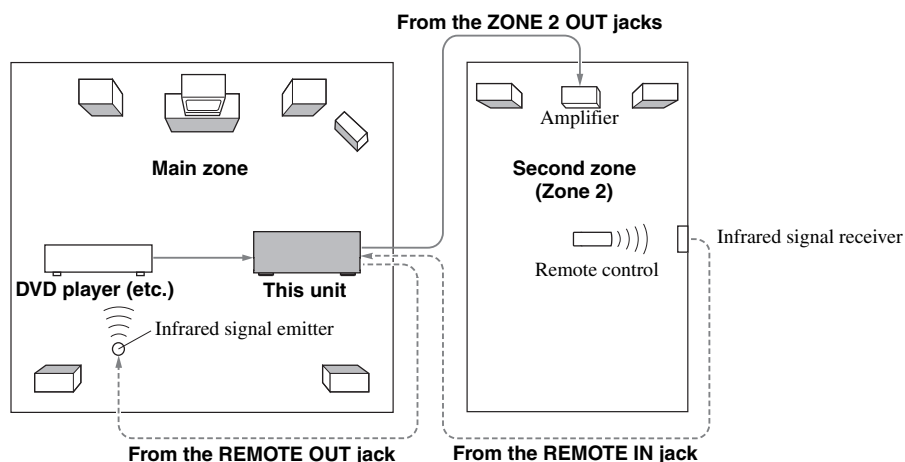 From the ZONE 2 OUT jacks
Amplifier
Main zone
Second zone
(Zone 2)
Infrared signal receiver
Remote control
DVD player (etc.)
This unit
Infrared signal emitter
From the REMOTE OUT jack
From the REMOTE IN jack